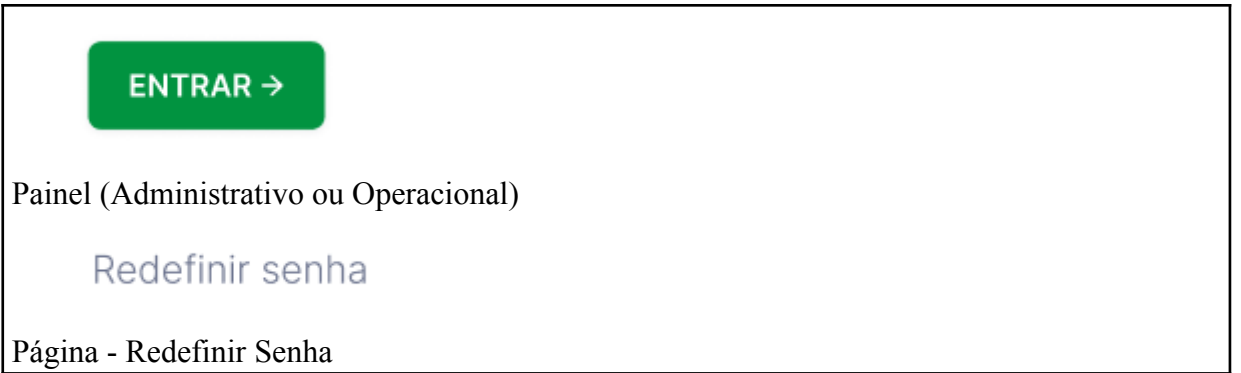 ENTRAR →
Painel (Administrativo ou Operacional)
Redefinir senha
Página - Redefinir Senha